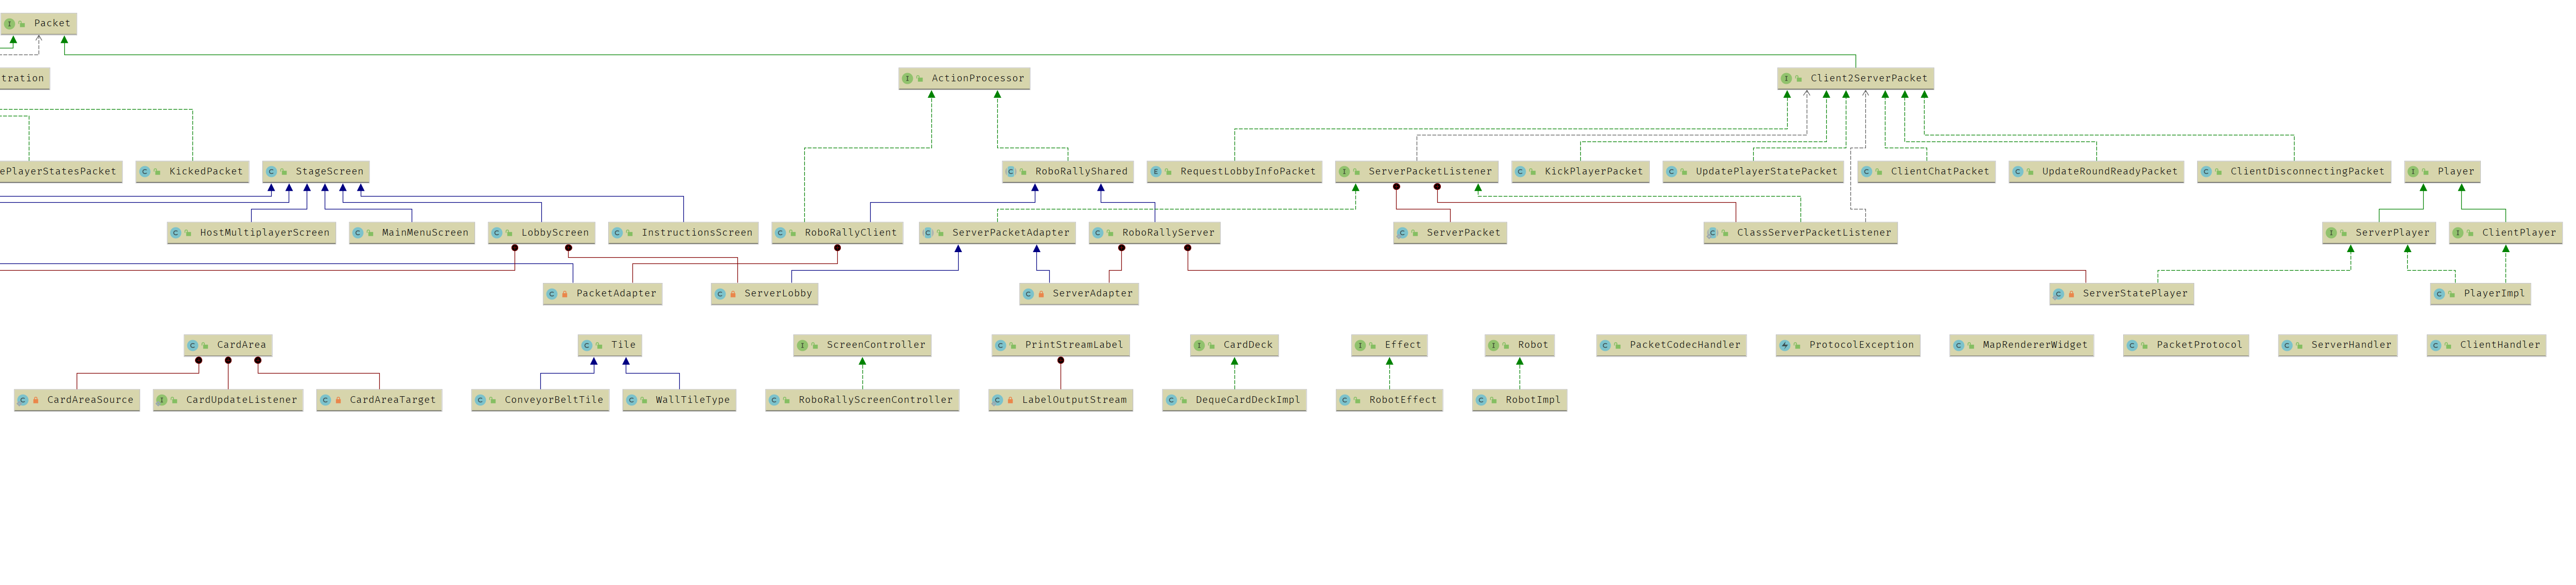 Packet
tration
ActionProcessor
Client2ServerPacket
ePlayerStatesPacket
KickedPacket
StageScreen
RoboRallyShared
RequestLobbyInfoPacket
ServerPacketListener
KickPlayerPacket
UpdatePlayerStatePacket
ClientChatPacket
UpdateRoundReadyPacket
ClientDisconnectingPacket
Player
HostMultiplayerScreen
MainMenuScreen
LobbyScreen
InstructionsScreen
RoboRallyClient
ServerPacketAdapter
RoboRallyServer
ServerPacket
ClassServerPacketListener
ServerPlayer
ClientPlayer
PacketAdapter
ServerLobby
ServerAdapter
ServerStatePlayer
PlayerImpl
CardArea
Tile
ScreenController
PrintStreamLabel
CardDeck
Effect
Robot
PacketCodecHandler
ProtocolException
MapRendererWidget
PacketProtocol
ServerHandler
ClientHandler
CardAreaSource
CardUpdateListener
CardAreaTarget
ConveyorBeltTile
WallTileType
RoboRallyScreenController
LabelOutputStream
DequeCardDeckImpl
RobotEffect
RobotImpl